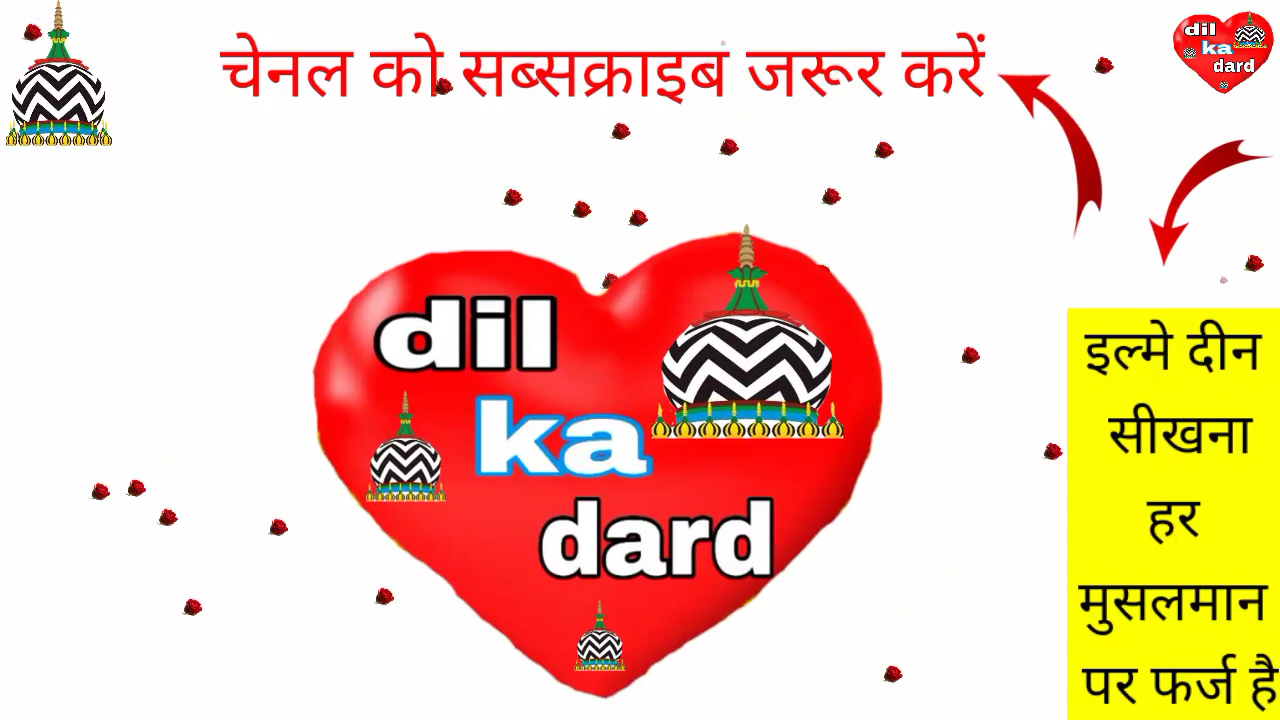 चेनल को सब्सक्राइब जरूर करें
dil
ka
dard
dil
ka
dard
इल्मे दीन
सीखना
हर
मुसलमान
पर फर्ज है